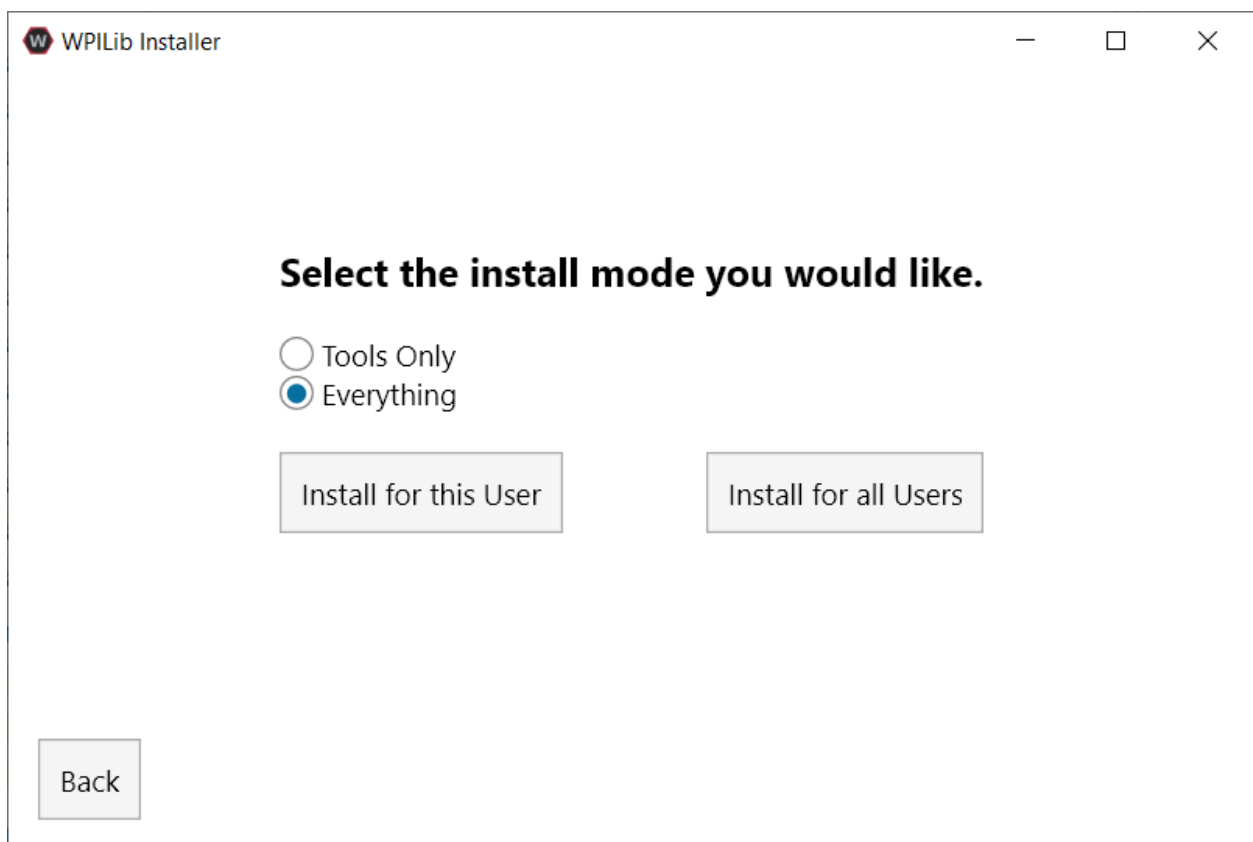 W WPILib Installer
Select the install mode you would like.
Tools Only
Everything
Install for this User
Install for all Users
Back